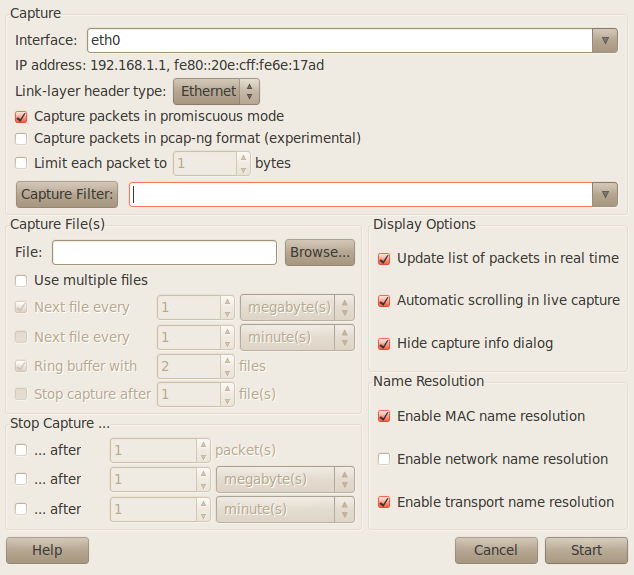 Capture
Interface: eth0
IP address: 192.168.1.1, fe80::20e:cff:fe6e:17ad
Link-layer header type: Ethernet
Capture packets in promiscuous mode
Capture packets in pcap-ng format (experimental)
Limit each packet to 1 bytes
Capture Filter:
Capture File(s)
File: Browse...
Use multiple files
Next file every 1 megabyte(s)
Next file every 1 minute(s)
Ring buffer with 2 files
Stop capture after 1 file(s)
Stop Capture ...
... after 1 packet(s)
... after 1 megabyte(s)
... after 1 minute(s)
Display Options
Update list of packets in real time
Automatic scrolling in live capture
Hide capture info dialog
Name Resolution
Enable MAC name resolution
Enable network name resolution
Enable transport name resolution
Help Cancel Start